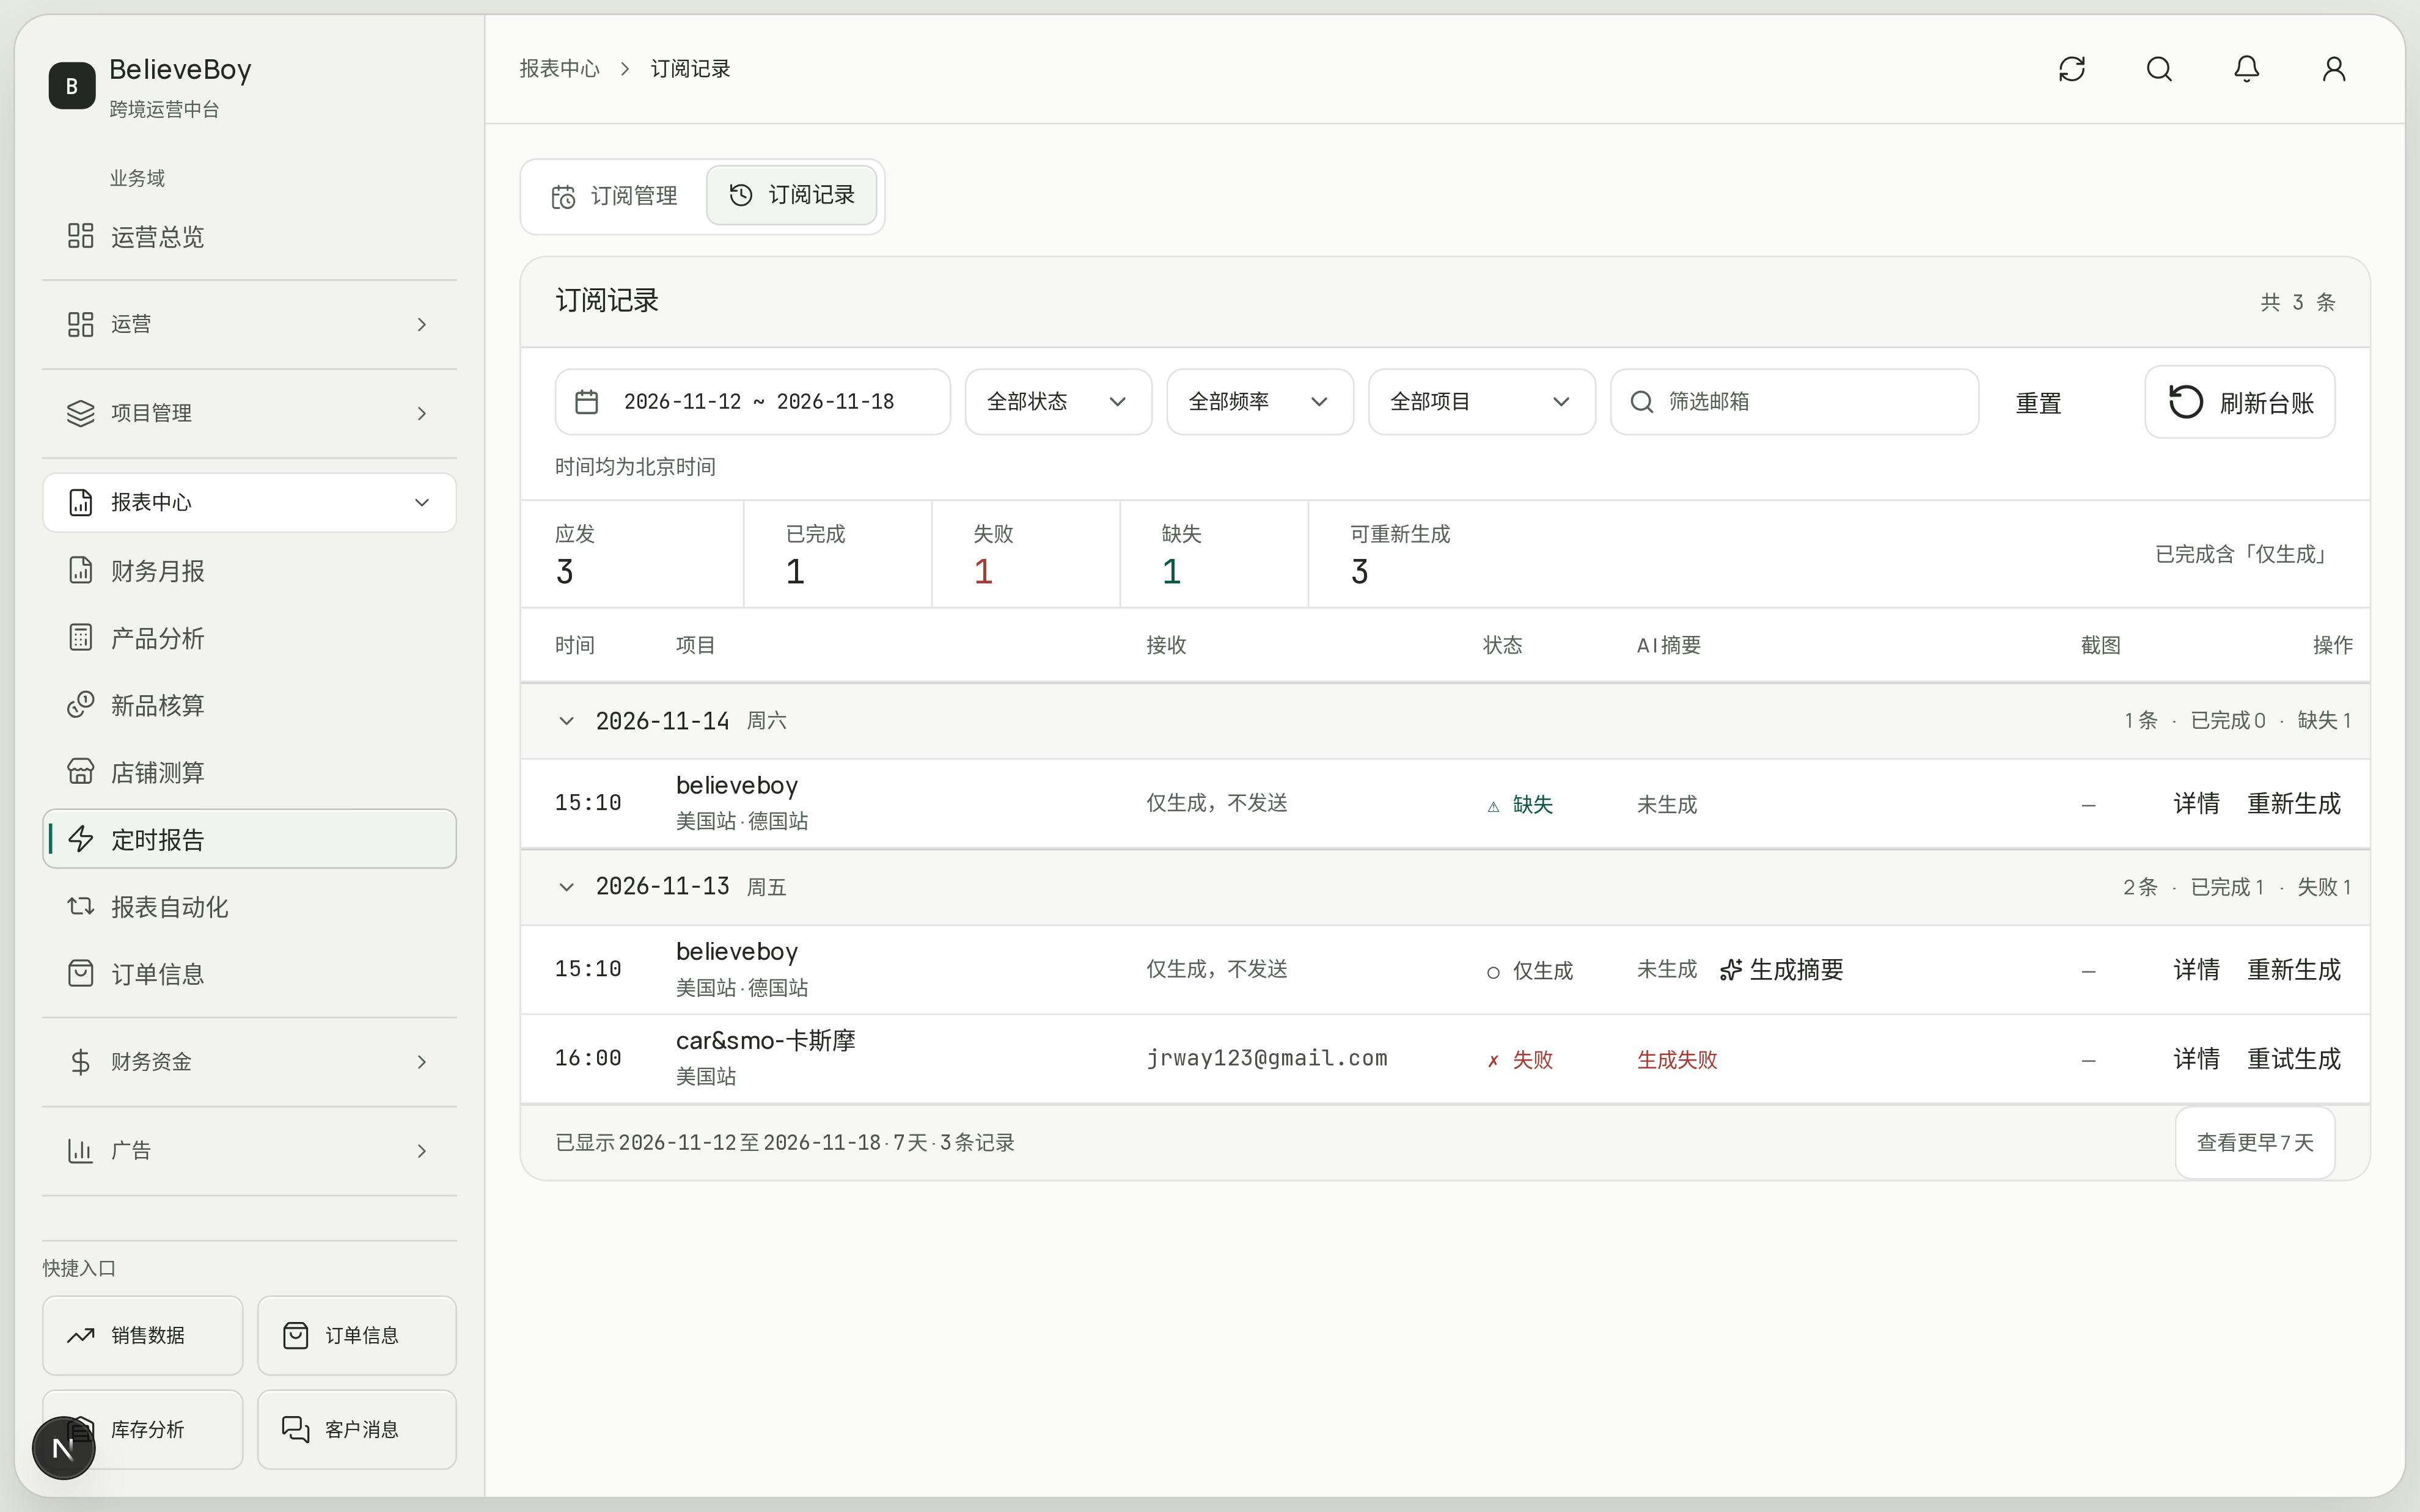 B
BelieveBoy
跨境运营中台
业务域
运营总览
运营
项目管理
报表中心
财务月报
产品分析
新品核算
店铺测算
定时报告
报表自动化
订单信息
财务资金
广告
快捷入口
销售数据
订单信息
库存分析
客户消息
N
报表中心 > 订阅记录
订阅管理
订阅记录
订阅记录
共 3 条
2026-11-12 ~ 2026-11-18
全部状态
全部频率
全部项目
筛选邮箱
重置
刷新台账
时间均为北京时间
应发
3
已完成
1
失败
1
缺失
1
可重新生成
3
已完成含「仅生成」
时间 项目 接收 状态 AI摘要 截图 操作
2026-11-14 周六 1条 · 已完成0 · 缺失1
15:10 believeboy 仅生成，不发送 ⚠ 缺失 未生成 — 详情 重新生成
美国站·德国站
2026-11-13 周五 2条 · 已完成1 · 失败1
15:10 believeboy 仅生成，不发送 ○ 仅生成 未生成 生成摘要 — 详情 重新生成
美国站·德国站
16:00 car&smo-卡斯摩 jrway123@gmail.com ✗ 失败 生成失败 — 详情 重试生成
美国站
已显示2026-11-12至2026-11-18·7天·3条记录
查看更早7天